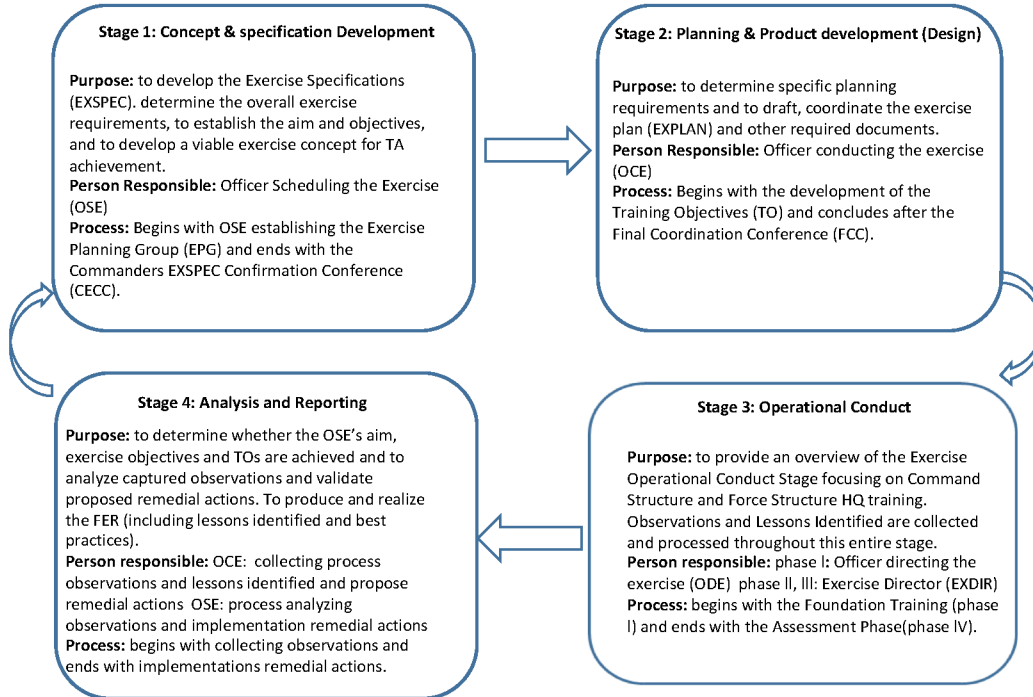 Stage 1: Concept & specification Development
Purpose: to develop the Exercise Specifications
(EXSPEC). determine the overall exercise
requirements, to establish the aim and objectives,
and to develop a viable exercise concept for TA
achievement.
Person Responsible: Officer Scheduling the Exercise
(OSE)
Process: Begins with OSE establishing the Exercise
Planning Group (EPG) and ends with the
Commanders EXSPEC Confirmation Conference
(CECC).
Stage 2: Planning & Product development (Design)
Purpose: to determine specific planning
requirements and to draft, coordinate the exercise
plan (EXPLAN) and other required documents.
Person Responsible: Officer conducting the exercise
(OCE)
Process: Begins with the development of the
Training Objectives (TO) and concludes after the
Final Coordination Conference (FCC).
Stage 3: Operational Conduct
Purpose: to provide an overview of the Exercise
Operational Conduct Stage focusing on Command
Structure and Force Structure HQ training.
Observations and Lessons Identified are collected
and processed throughout this entire stage.
Person responsible: phase I: Officer directing the
exercise (ODE)  phase II, III: Exercise Director (EXDIR)
Process: begins with the Foundation Training (phase
I) and ends with the Assessment Phase(phase IV).
Stage 4: Analysis and Reporting
Purpose: to determine whether the OSE's aim,
exercise objectives and TOs are achieved and to
analyze captured observations and validate
proposed remedial actions. To produce and realize
the FER (including lessons identified and best
practices).
Person responsible: OCE:  collecting process
observations and lessons identified and propose
remedial actions  OSE: process analyzing
observations and implementation remedial actions
Process: begins with collecting observations and
ends with implementations remedial actions.